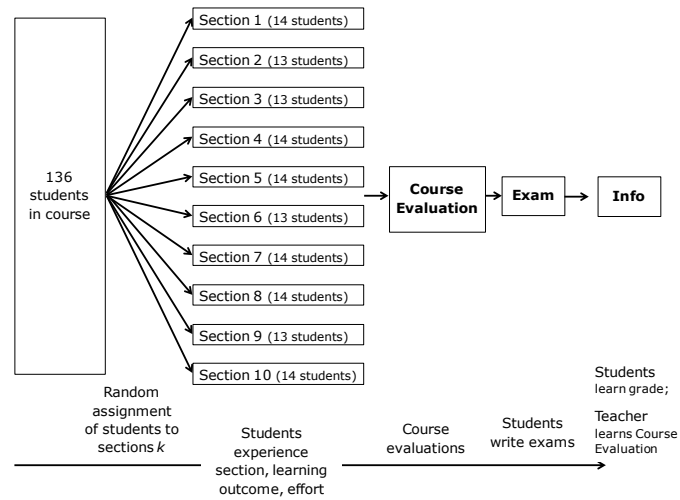 136
students
in course
Section 1 (14 students)
Section 2 (13 students)
Section 3 (13 students)
Section 4 (14 students)
Section 5 (14 students)
Section 6 (13 students)
Section 7 (14 students)
Section 8 (14 students)
Section 9 (13 students)
Section 10 (14 students)
Course
Evaluation
Exam
Info
Random
assignment
of students to
sections k
Students
experience
section, learning
outcome, effort
Course
evaluations
Students
write exams
Students
learn grade;
Teacher
learns Course
Evaluation